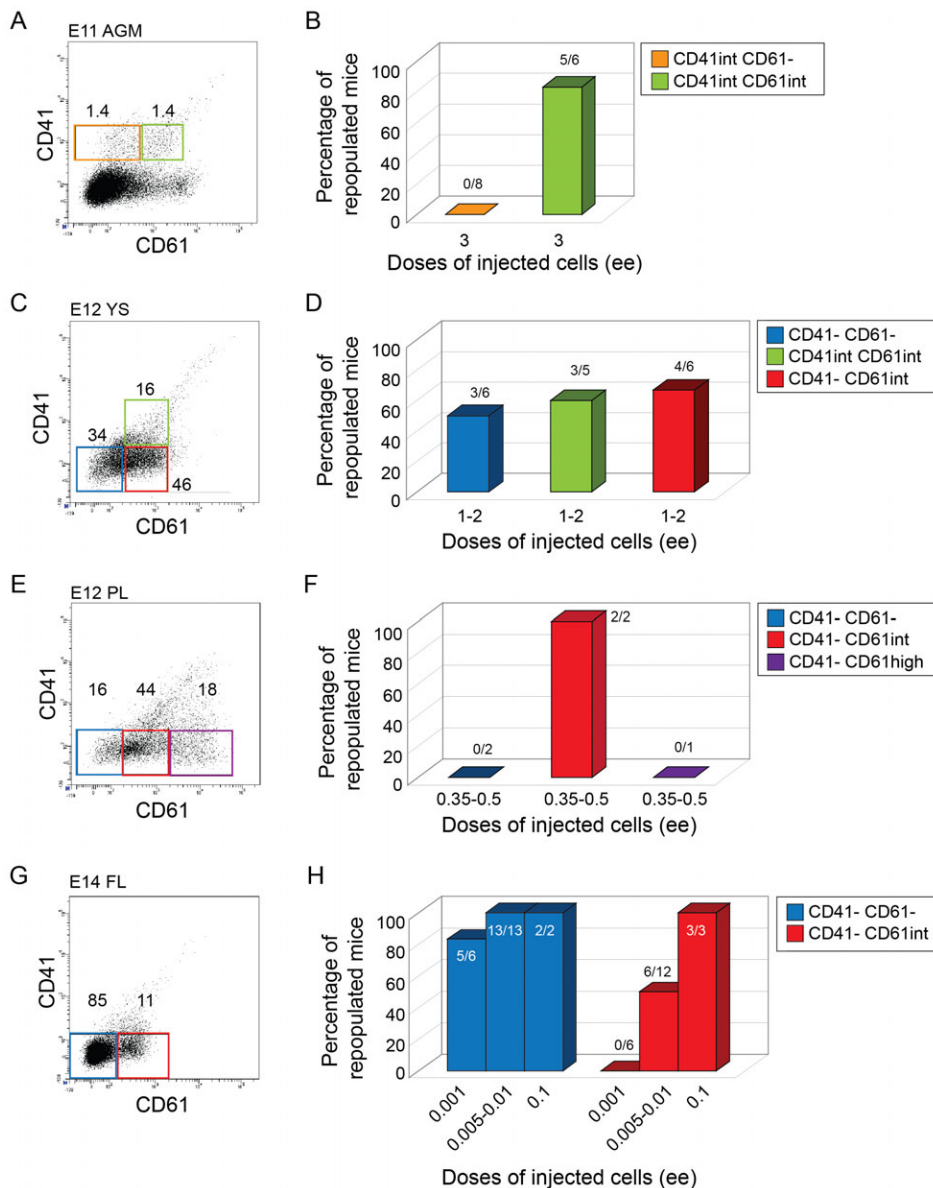 A
E11 AGM
CD41
1.4
1.4
CD61
B
Percentage of
repopulated mice
100
80
60
40
20
0
0/8
5/6
3
3
Doses of injected cells (ee)
CD41int CD61-
CD41int CD61int
C
E12 YS
CD41
16
34
46
CD61
D
Percentage of
repopulated mice
100
80
60
40
20
0
3/6
3/5
4/6
1-2
1-2
1-2
Doses of injected cells (ee)
CD41- CD61-
CD41int CD61int
CD41- CD61int
E
E12 PL
CD41
16
44
18
CD61
F
Percentage of
repopulated mice
100
80
60
40
20
0
0/2
2/2
0/1
0.35-0.5
0.35-0.5
0.35-0.5
Doses of injected cells (ee)
CD41- CD61-
CD41- CD61int
CD41- CD61high
G
E14 FL
CD41
85
11
CD61
H
Percentage of
repopulated mice
100
80
60
40
20
0
5/6
13/13
2/2
0/6
6/12
3/3
0.001
0.005-0.01
0.1
0.001
0.005-0.01
0.1
Doses of injected cells (ee)
CD41- CD61-
CD41- CD61int